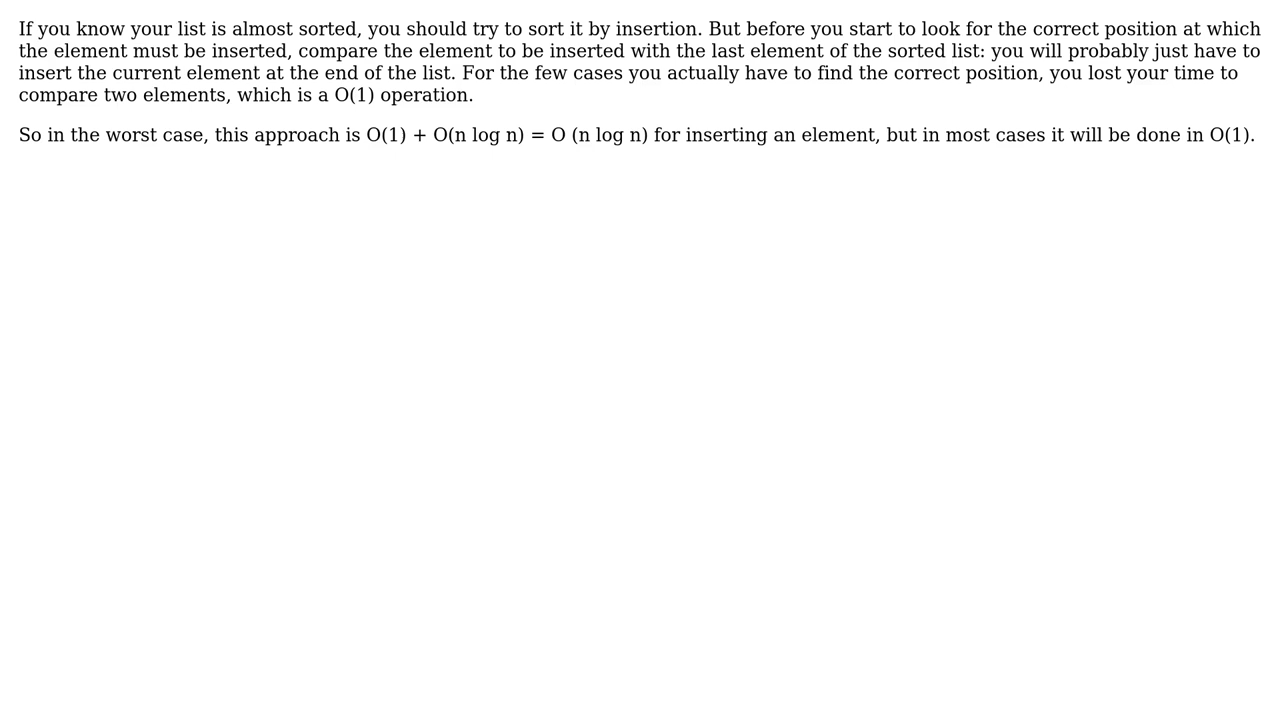 If you know your list is almost sorted, you should try to sort it by insertion. But before you start to look for the correct position at which
the element must be inserted, compare the element to be inserted with the last element of the sorted list: you will probably just have to
insert the current element at the end of the list. For the few cases you actually have to find the correct position, you lost your time to
compare two elements, which is a O(1) operation.
So in the worst case, this approach is O(1) + O(n log n) = O (n log n) for inserting an element, but in most cases it will be done in O(1).